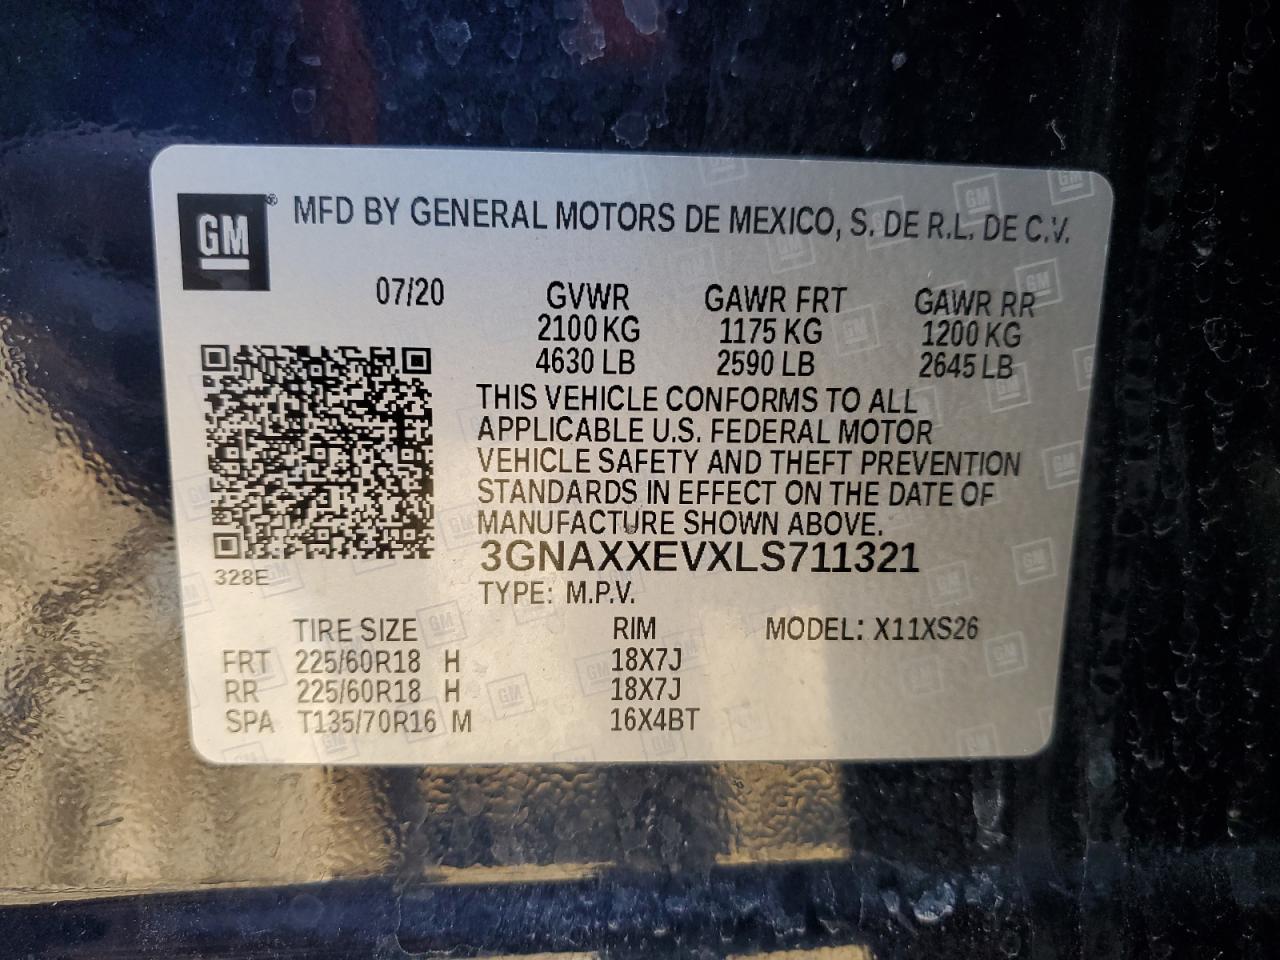 GM® MFD BY GENERAL MOTORS DE MEXICO, S. DE R.L. DE C.V.
07/20 GVWR GAWR FRT GAWR RR
2100 KG 1175 KG 1200 KG
4630 LB 2590 LB 2645 LB
THIS VEHICLE CONFORMS TO ALL
APPLICABLE U.S. FEDERAL MOTOR
VEHICLE SAFETY AND THEFT PREVENTION
STANDARDS IN EFFECT ON THE DATE OF
MANUFACTURE SHOWN ABOVE.
3GNAXXEVXLS711321
328E
TYPE: M.P.V.
TIRE SIZE RIM MODEL: X11XS26
FRT 225/60R18 H 18X7J
RR 225/60R18 H 18X7J
SPA T135/70R16 M 16X4BT